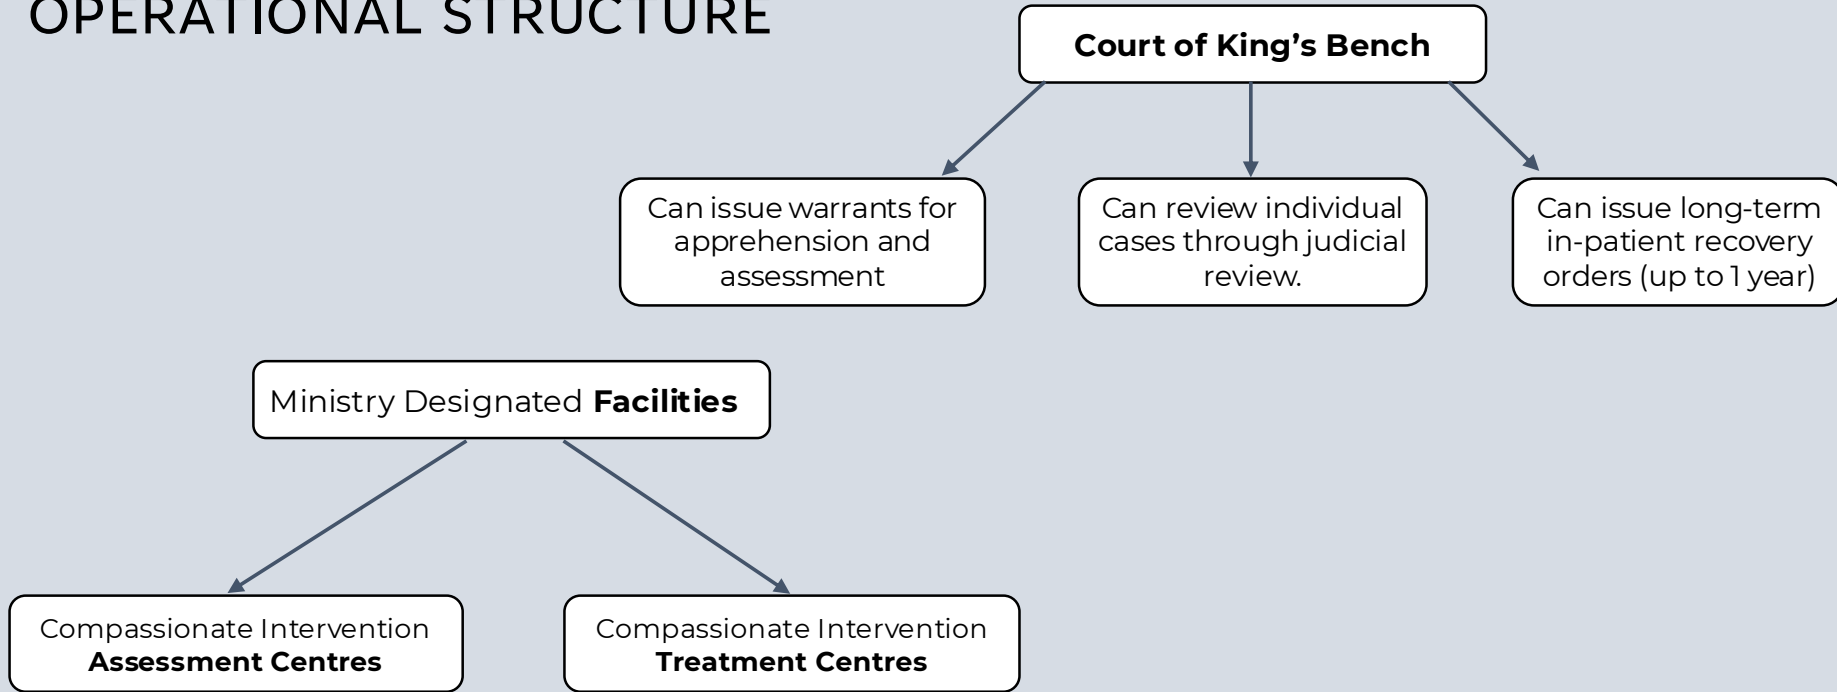 OPERATIONAL STRUCTURE
Court of King’s Bench
Can issue warrants for
apprehension and
assessment
Can review individual
cases through judicial
review.
Can issue long-term
in-patient recovery
orders (up to 1 year)
Ministry Designated Facilities
Compassionate Intervention
Assessment Centres
Compassionate Intervention
Treatment Centres